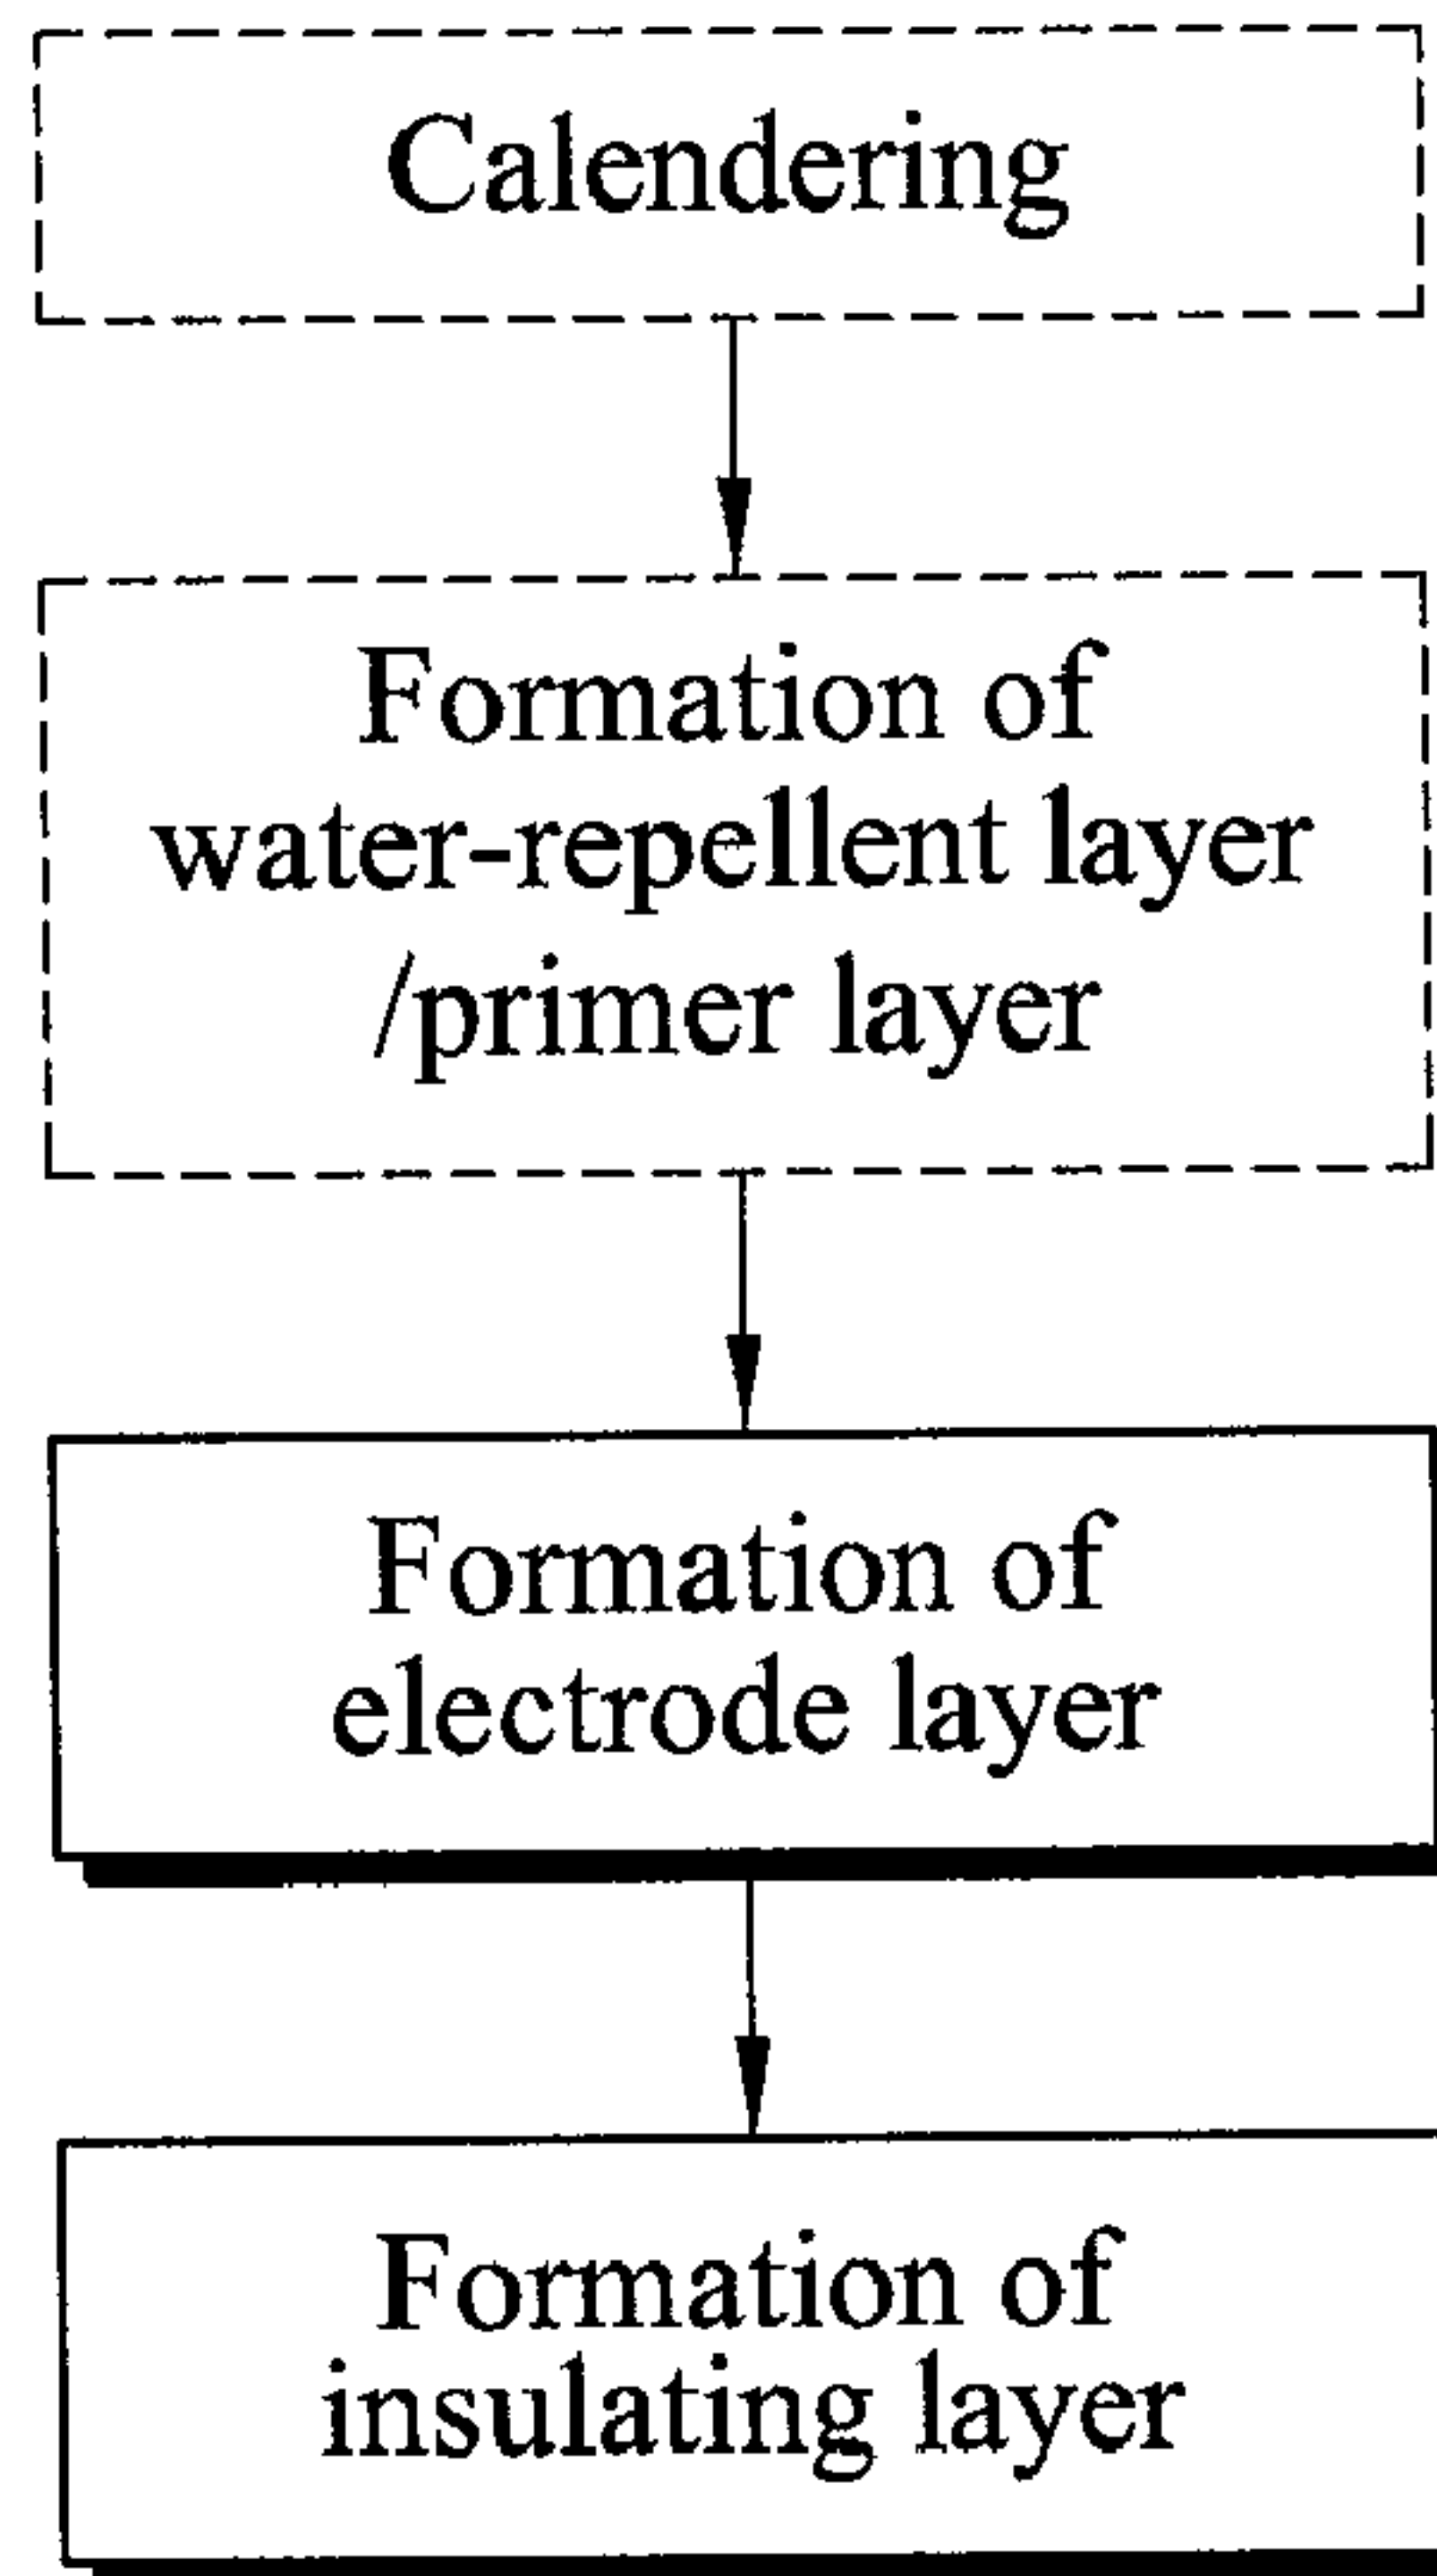 Calendering
Formation of
water-repellent layer
/primer layer
Formation of
electrode layer
Formation of
insulating layer